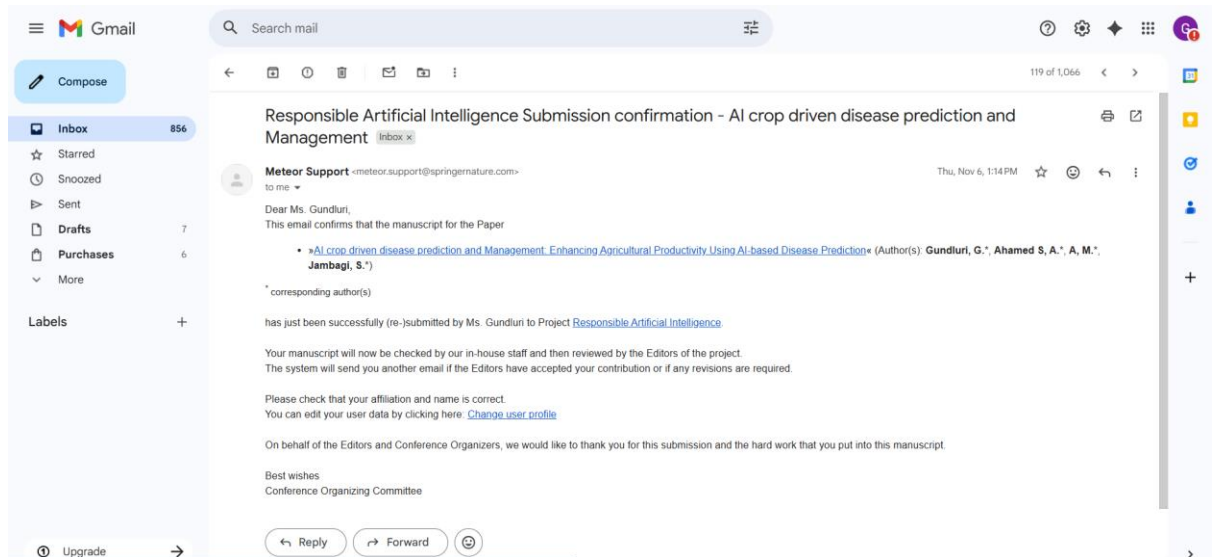 Gmail
Search mail
Compose
119 of 1,066
Inbox 856
Starred
Snoozed
Sent
Drafts 7
Purchases 6
More
Labels
Upgrade
Responsible Artificial Intelligence Submission confirmation - AI crop driven disease prediction and
Management Inbox x
Meteor Support <meteor.support@springernature.com>
Thu, Nov 6, 1:14 PM
to me
Dear Ms. Gundluri,
This email confirms that the manuscript for the Paper
• »AI crop driven disease prediction and Management: Enhancing Agricultural Productivity Using AI-based Disease Prediction« (Author(s): Gundluri, G.*, Ahamed S, A.*, A, M.*,
Jambagi, S.*)
* corresponding author(s)
has just been successfully (re-)submitted by Ms. Gundluri to Project Responsible Artificial Intelligence.
Your manuscript will now be checked by our in-house staff and then reviewed by the Editors of the project.
The system will send you another email if the Editors have accepted your contribution or if any revisions are required.
Please check that your affiliation and name is correct.
You can edit your user data by clicking here: Change user profile
On behalf of the Editors and Conference Organizers, we would like to thank you for this submission and the hard work that you put into this manuscript.
Best wishes
Conference Organizing Committee
Reply
Forward
G
31